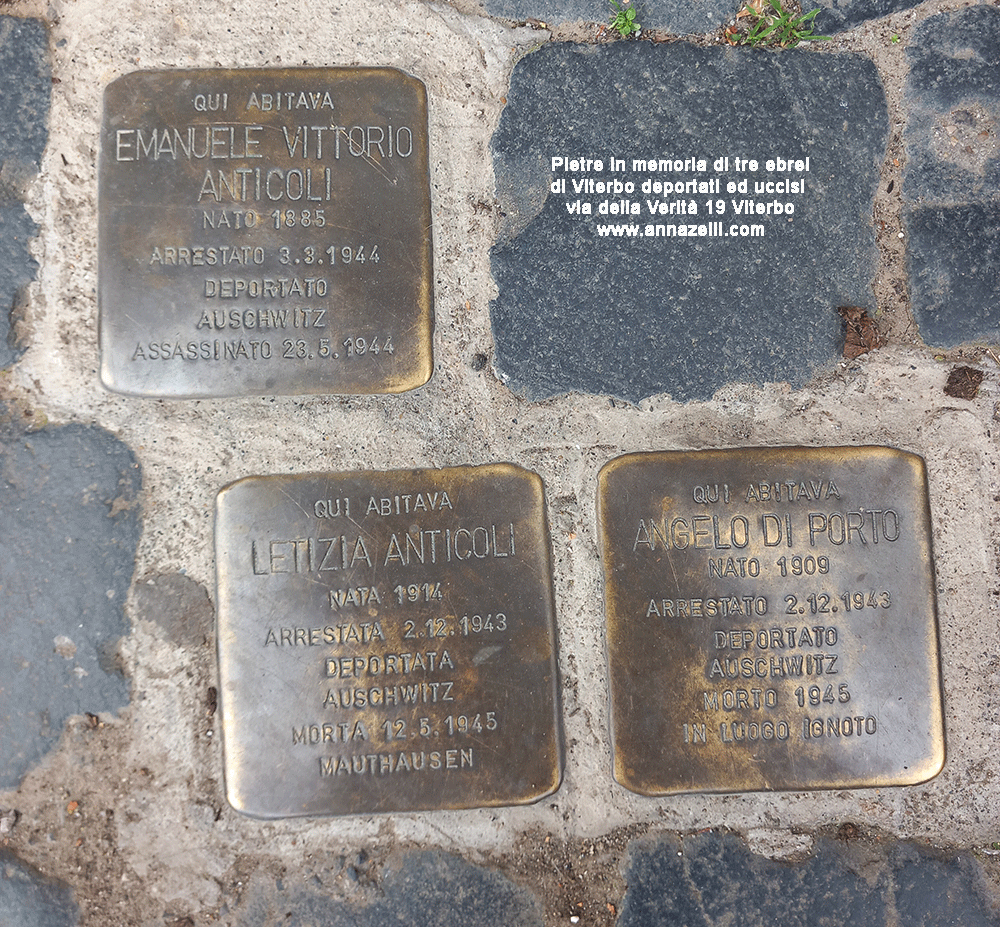 QUI ABITAVA
EMANUELE VITTORIO
ANTICOLI
NATO 1885
ARRESTATO 3.3.1944
DEPORTATO
AUSCHWITZ
ASSASSINATO 23.5.1944
Pietre in memoria di tre ebrei
di Viterbo deportati ed uccisi
via della Verità 19 Viterbo
www.annazelli.com
QUI ABITAVA
LETIZIA ANTICOLI
NATA 1914
ARRESTATA 2.12.1943
DEPORTATA
AUSCHWITZ
MORTA 12.5.1945
MAUTHAUSEN
QUI ABITAVA
ANGELO DI PORTO
NATO 1909
ARRESTATO 2.12.1943
DEPORTATO
AUSCHWITZ
MORTO 1945
IN LUOGO IGNOTO